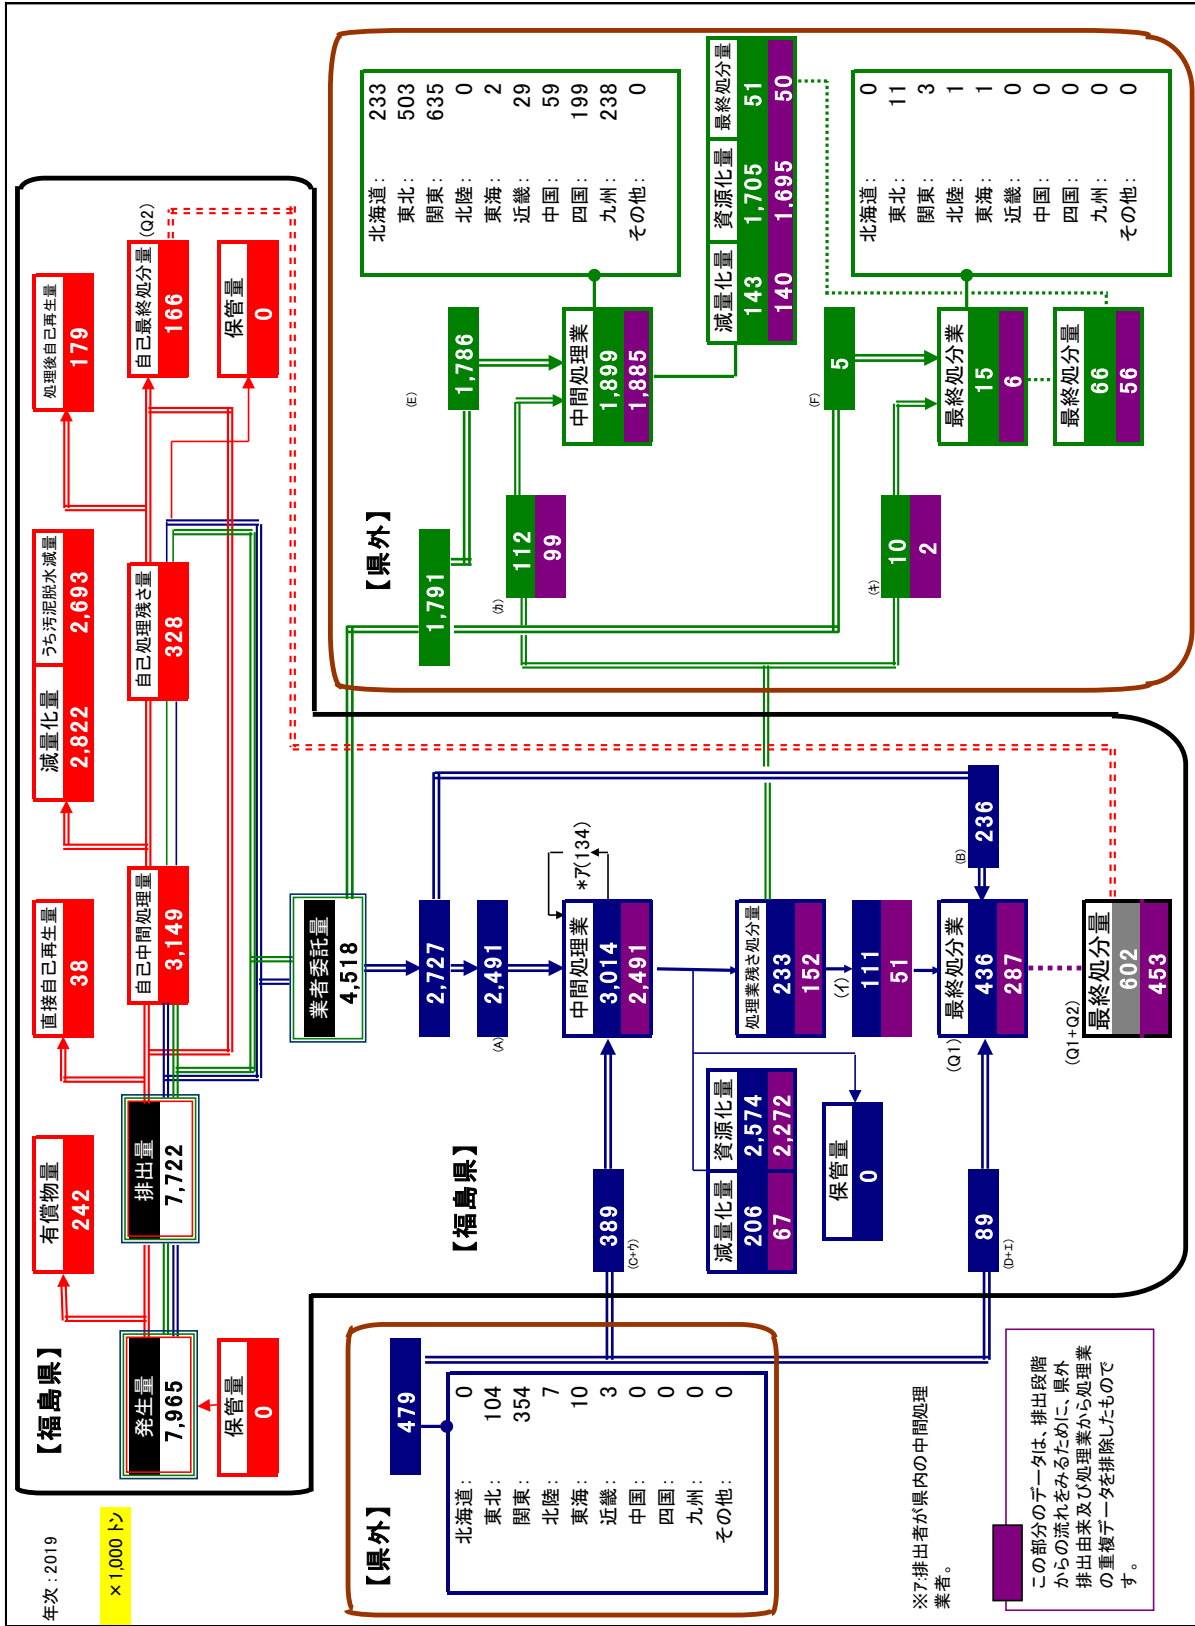 年次：2019
×1,000トン
【福島県】
発生量
7,965
保管量
0
有償物量
242
排出量
7,722
直接自己再生量
38
自己中間処理量
3,149
減量化量
うち汚泥脱水減量
2,822
2,693
自己処理残さ量
328
処理後自己再生量
179
自己最終処分量
(Q2)
166
保管量
0
業者委託量
4,518
【県外】
479
北海道： 0
東北： 104
関東： 354
北陸： 7
東海： 10
近畿： 3
中国： 0
四国： 0
九州： 0
その他： 0
【福島県】
2,727
2,491
(A)
389
(C+ウ)
中間処理業
3,014
2,491
*ア(134)
減量化量
資源化量
206
2,574
67
2,272
保管量
0
処理業残さ処分量
233
152
(イ)
111
51
89
(D+エ)
(Q1)
最終処分業
436
287
(B)
236
(Q1+Q2)
最終処分量
602
453
【県外】
1,791
(E)
1,786
(カ)
112
99
中間処理業
1,899
1,885
北海道： 233
東北： 503
関東： 635
北陸： 0
東海： 2
近畿： 29
中国： 59
四国： 199
九州： 238
その他： 0
減量化量
資源化量
最終処分量
143
1,705
51
140
1,695
50
(F)
5
(キ)
10
2
最終処分業
15
6
最終処分量
66
56
北海道： 0
東北： 11
関東： 3
北陸： 1
東海： 1
近畿： 0
中国： 0
四国： 0
九州： 0
その他： 0
※ア:排出者が県内の中間処理
業者。
この部分のデータは、排出段階
からの流れをみるために、県外
排出由来及び処理業から処理業
の重複データを排除したもので
す。